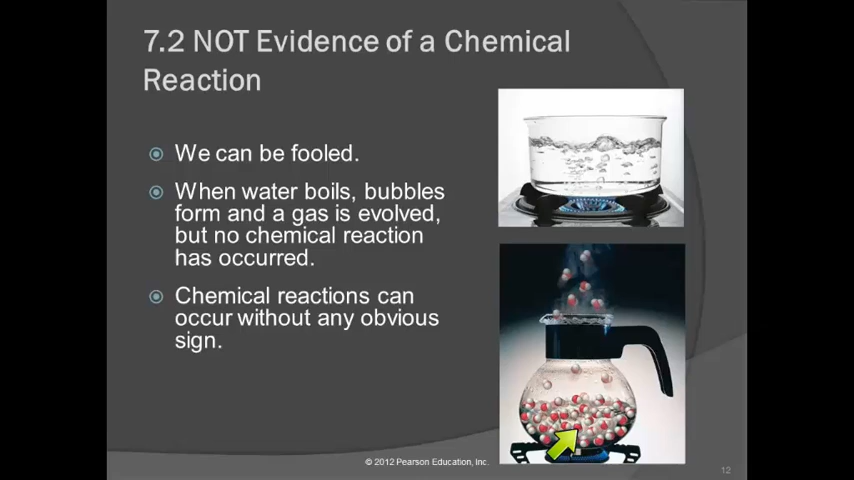 7.2 NOT Evidence of a Chemical
Reaction
We can be fooled.
When water boils, bubbles
form and a gas is evolved,
but no chemical reaction
has occurred.
Chemical reactions can
occur without any obvious
sign.
© 2012 Pearson Education, Inc.
12